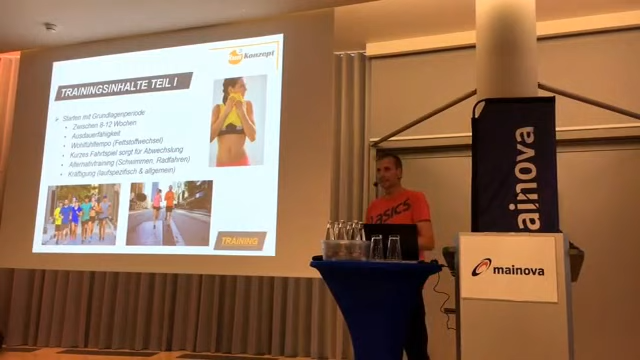 Konzept
TRAININGSINHALTE TEIL I
Starten mit Grundlagenperiode
Zwischen 8-12 Wochen
Ausdauerfähigkeit
Wohlfühltempo (Fettstoffwechsel)
Kurzes Fahrtspiel sorgt für Abwechslung
Alternativtraining (Schwimmen, Radfahren)
Kräftigung (laufspezifisch & allgemein)
TRAINING
ASICS
mainova
mainova